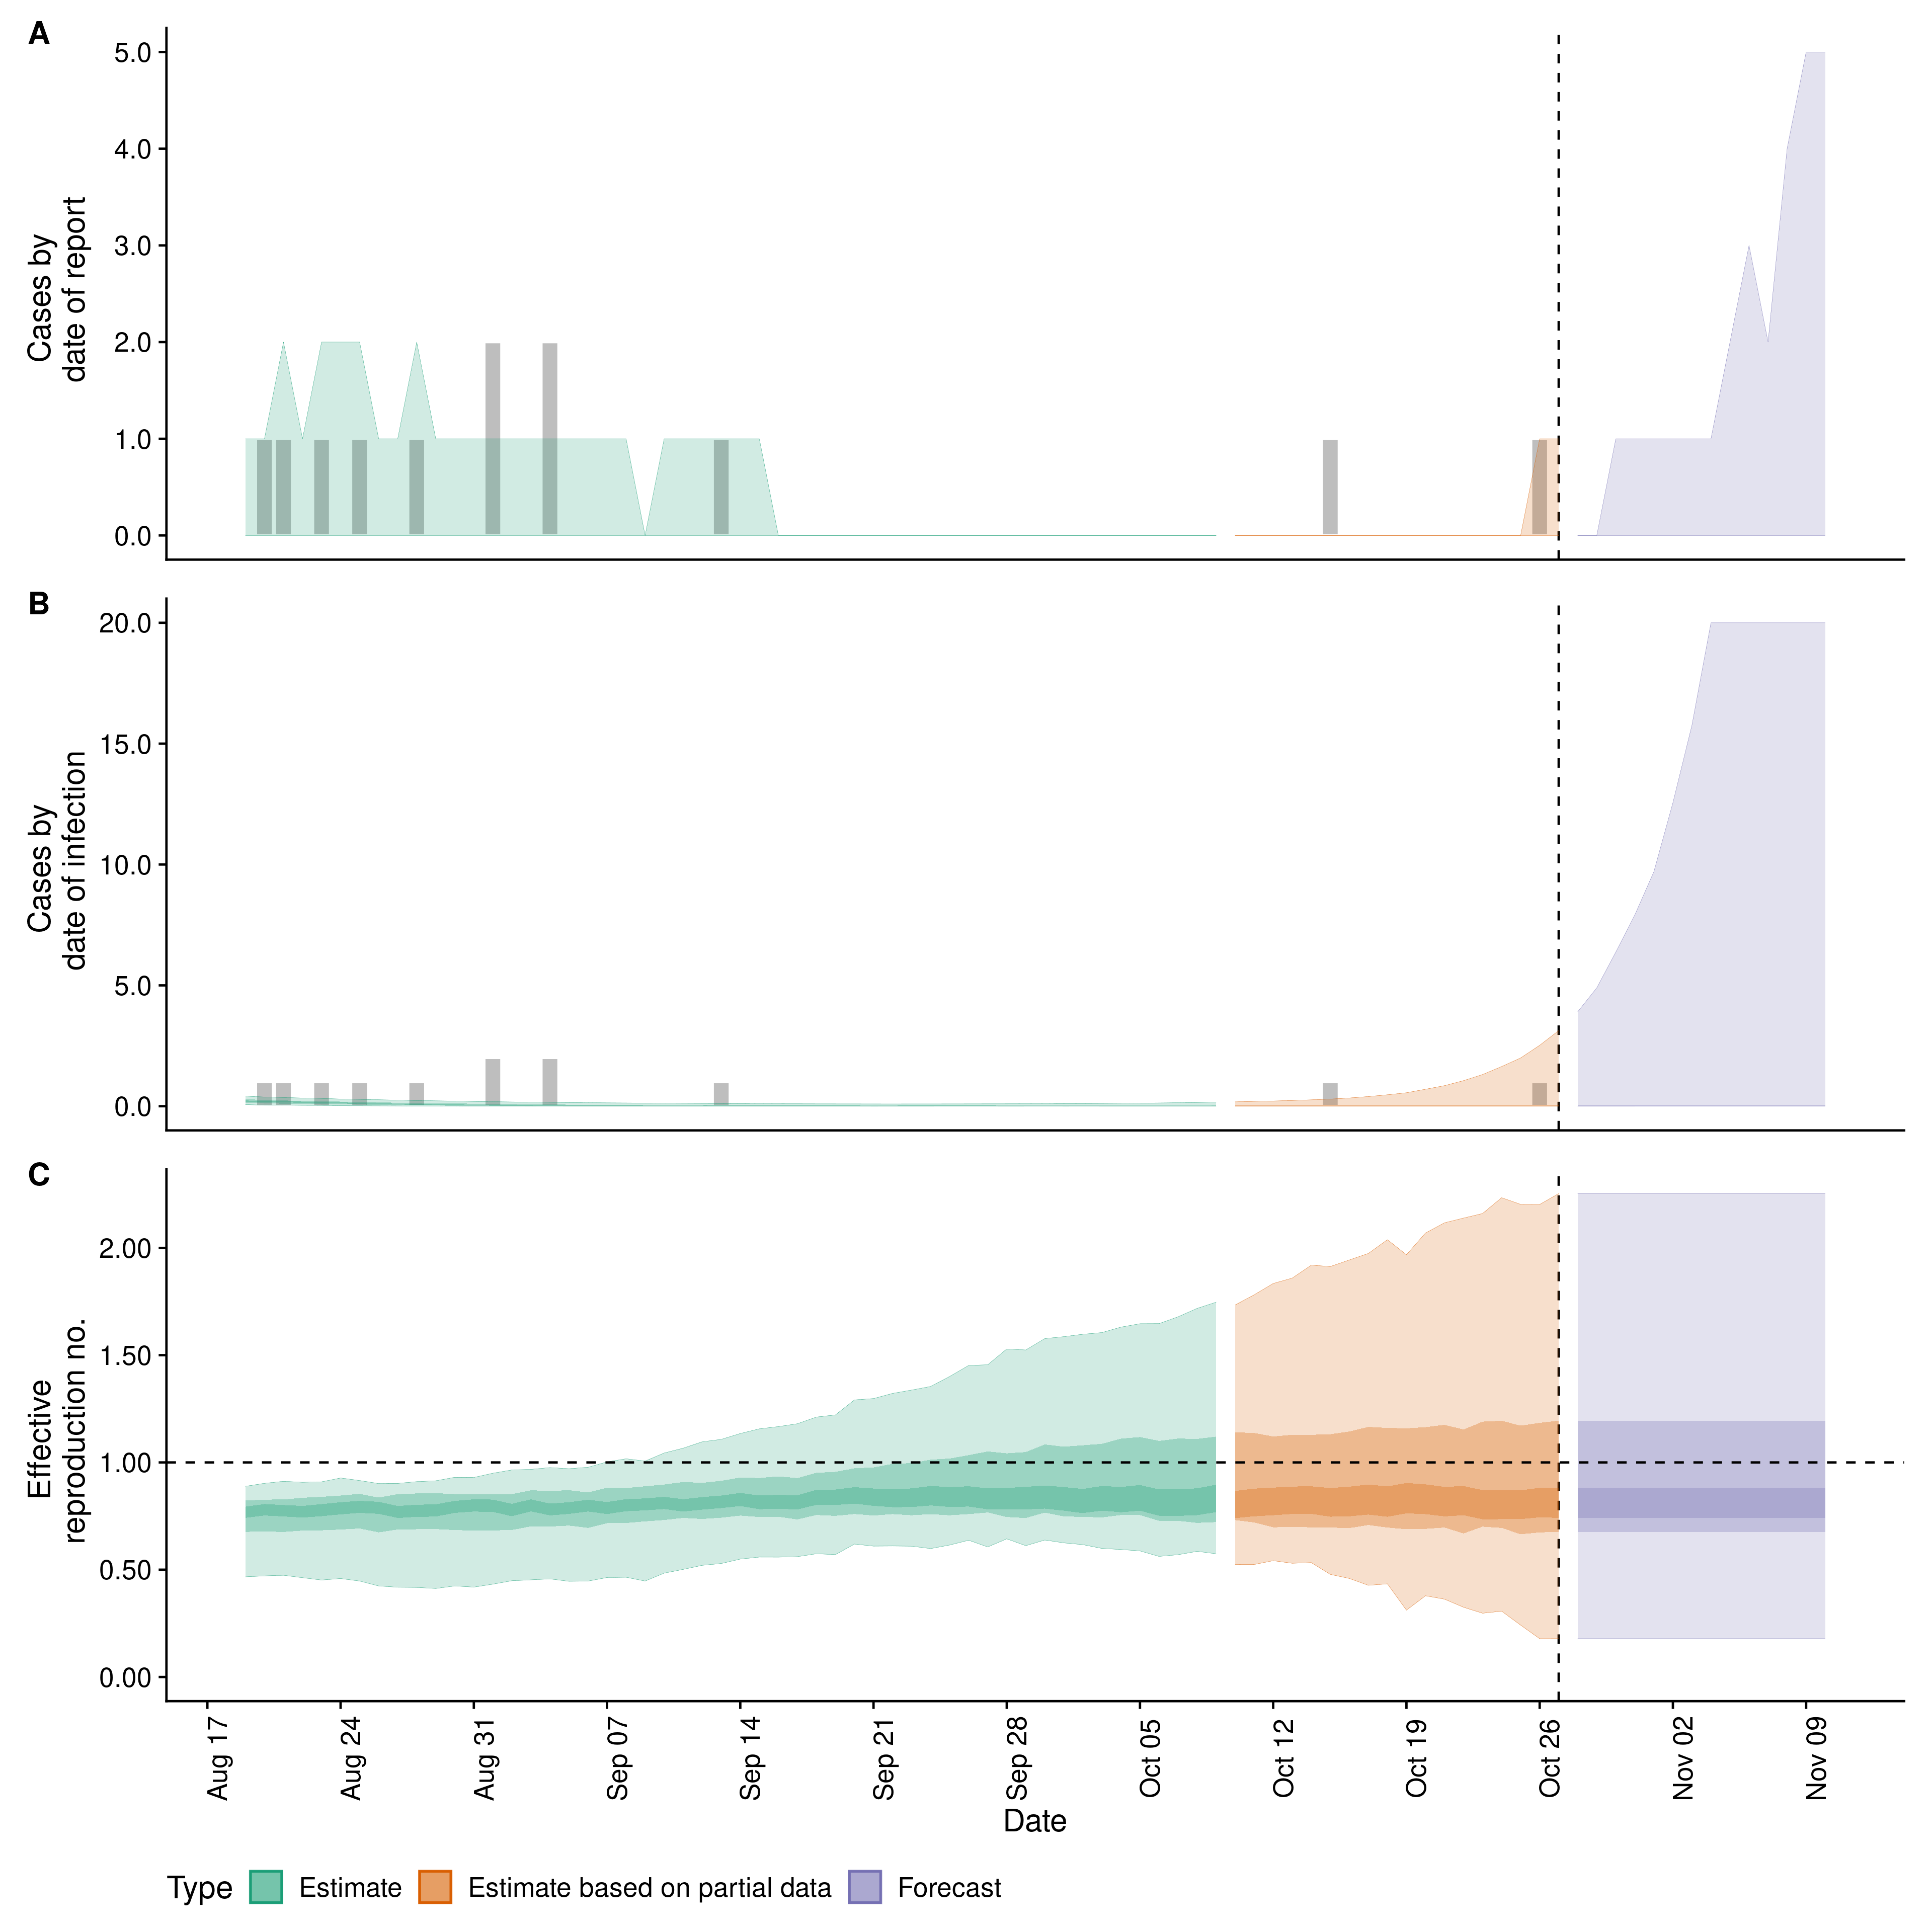 A
5.0
4.0
3.0
2.0
1.0
0.0
Cases by
date of report
B
20.0
15.0
10.0
5.0
0.0
Cases by
date of infection
C
2.00
1.50
1.00
0.50
0.00
Effective
reproduction no.
Aug 17
Aug 24
Aug 31
Sep 07
Sep 14
Sep 21
Sep 28
Oct 05
Oct 12
Oct 19
Oct 26
Nov 02
Nov 09
Date
Type Estimate Estimate based on partial data Forecast